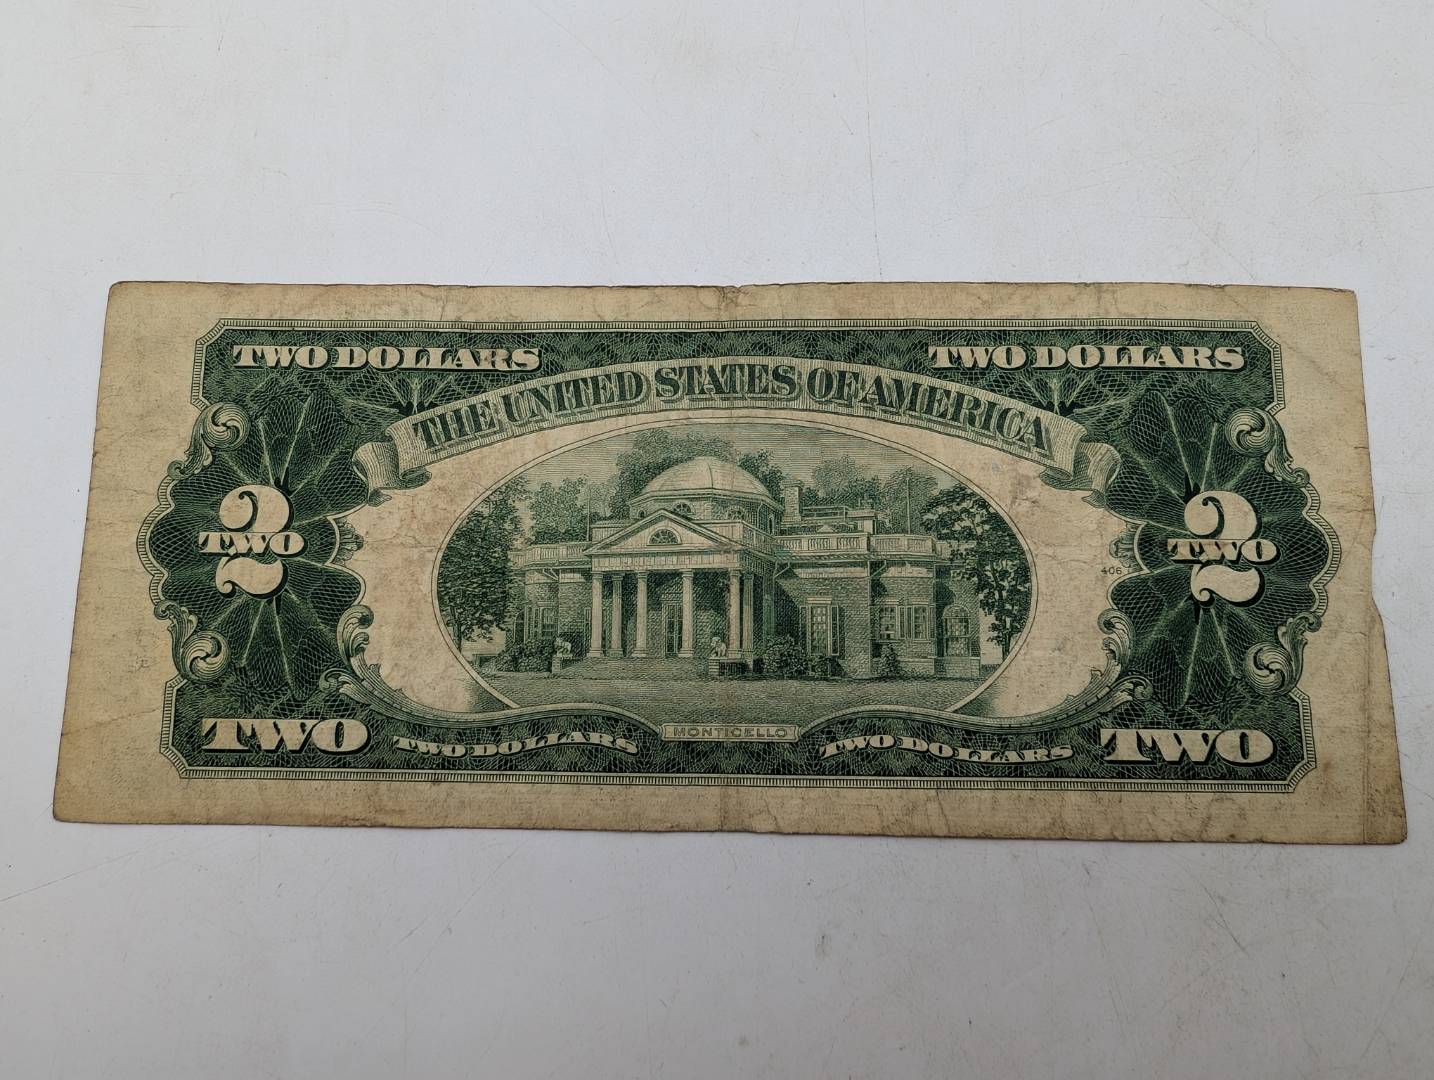 TWO DOLLARS
TWO DOLLARS
THE UNITED STATES OF AMERICA
2
TWO
2
TWO
406
TWO
TWO DOLLARS
MONTICELLO
TWO DOLLARS
TWO